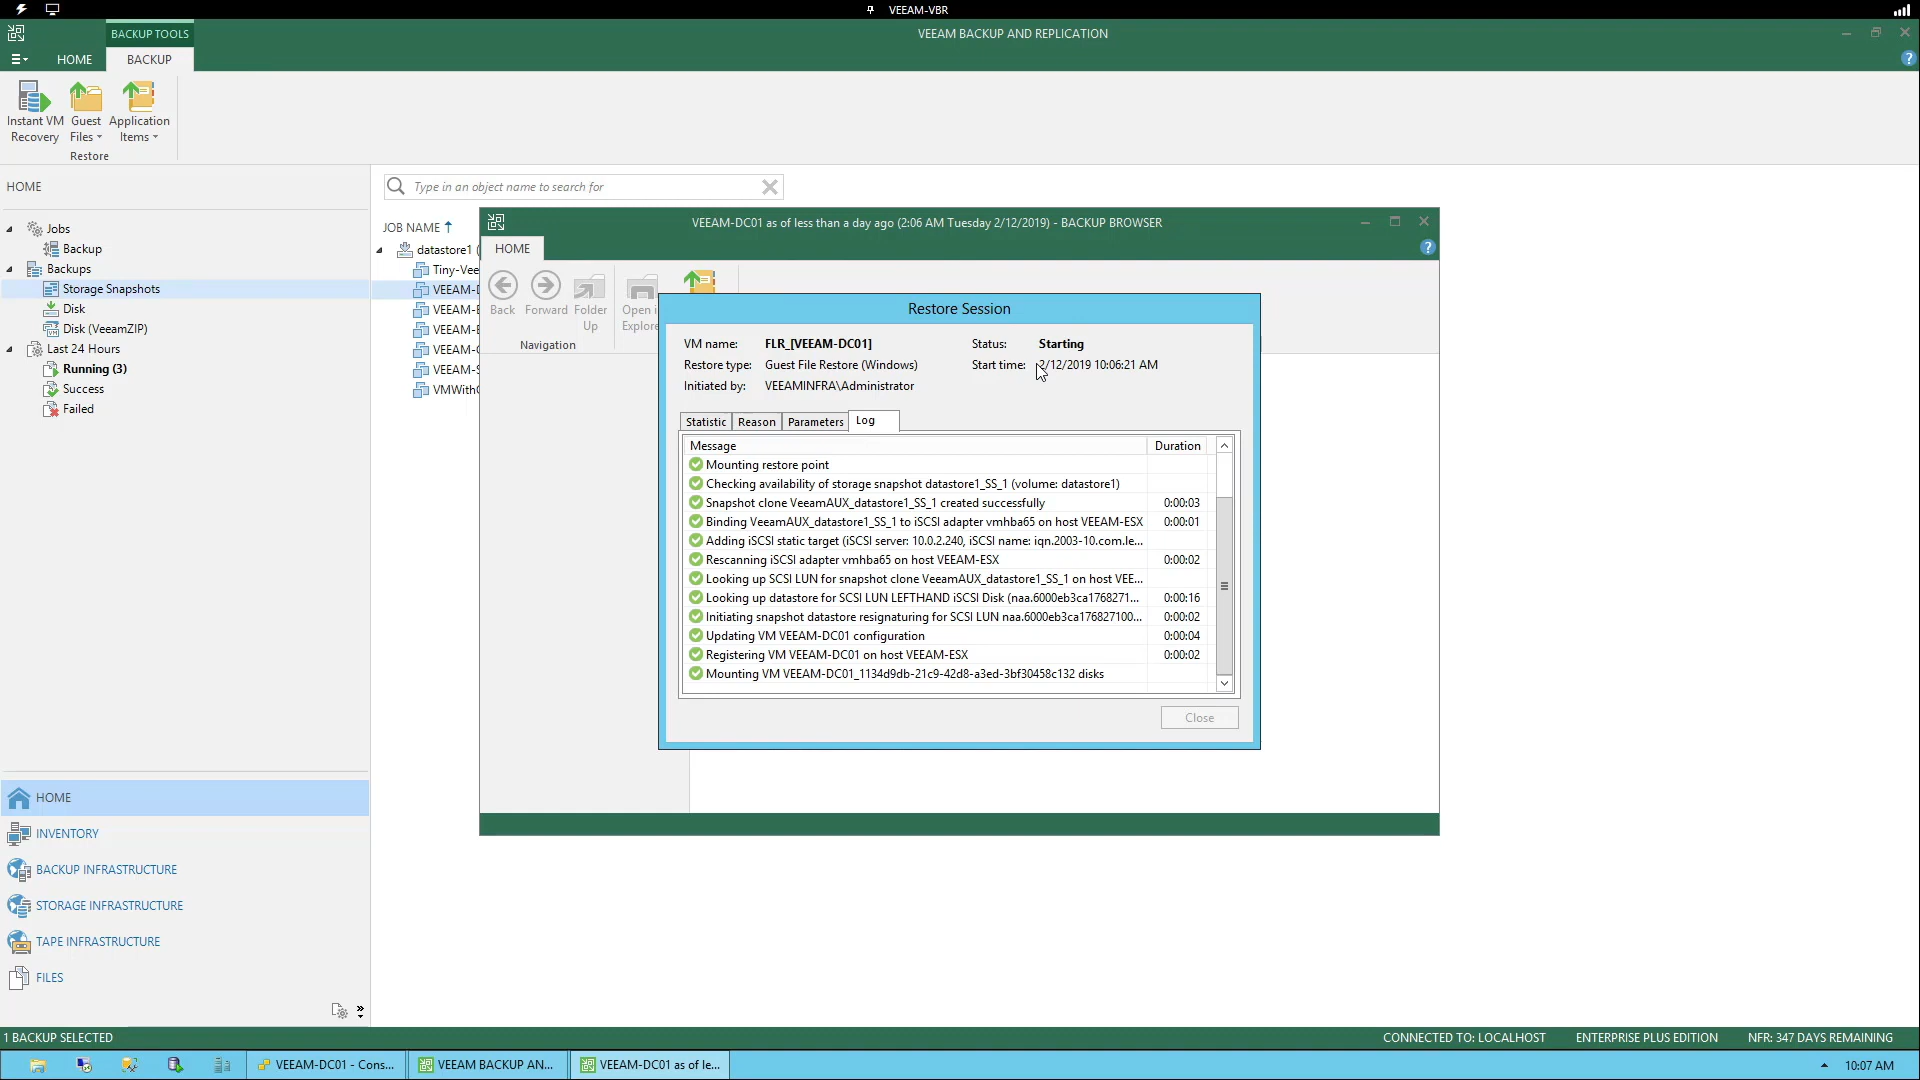 VEEAM-VBR
BACKUP TOOLS
VEEAM BACKUP AND REPLICATION
HOME
BACKUP
Instant VM Recovery
Guest Files
Application Items
Restore
HOME
Type in an object name to search for
Jobs
Backup
Backups
Storage Snapshots
Disk
Disk (VeeamZIP)
Last 24 Hours
Running (3)
Success
Failed
JOB NAME
datastore1 (
Tiny-Vee
VEEAM-D
VEEAM-E
VEEAM-E
VEEAM-
VEEAM-S
VMWith
VEEAM-DC01 as of less than a day ago (2:06 AM Tuesday 2/12/2019) - BACKUP BROWSER
HOME
Back
Forward
Folder Up
Open i
Explore
Navigation
Restore Session
VM name: FLR_[VEEAM-DC01]
Status: Starting
Restore type: Guest File Restore (Windows)
Start time: 2/12/2019 10:06:21 AM
Initiated by: VEEAMINFRA\Administrator
Statistic Reason Parameters Log
Message Duration
Mounting restore point
Checking availability of storage snapshot datastore1_SS_1 (volume: datastore1)
Snapshot clone VeeamAUX_datastore1_SS_1 created successfully 0:00:03
Binding VeeamAUX_datastore1_SS_1 to iSCSI adapter vmhba65 on host VEEAM-ESX 0:00:01
Adding iSCSI static target (iSCSI server: 10.0.2.240, iSCSI name: iqn.2003-10.com.le...
Rescanning iSCSI adapter vmhba65 on host VEEAM-ESX 0:00:02
Looking up SCSI LUN for snapshot clone VeeamAUX_datastore1_SS_1 on host VEE...
Looking up datastore for SCSI LUN LEFTHAND iSCSI Disk (naa.6000eb3ca1768271... 0:00:16
Initiating snapshot datastore resignaturing for SCSI LUN naa.6000eb3ca176827100... 0:00:02
Updating VM VEEAM-DC01 configuration 0:00:04
Registering VM VEEAM-DC01 on host VEEAM-ESX 0:00:02
Mounting VM VEEAM-DC01_1134d9db-21c9-42d8-a3ed-3bf30458c132 disks
Close
HOME
INVENTORY
BACKUP INFRASTRUCTURE
STORAGE INFRASTRUCTURE
TAPE INFRASTRUCTURE
FILES
1 BACKUP SELECTED
CONNECTED TO: LOCALHOST
ENTERPRISE PLUS EDITION
NFR: 347 DAYS REMAINING
VEEAM-DC01 - Cons...
VEEAM BACKUP AN...
VEEAM-DC01 as of le...
10:07 AM